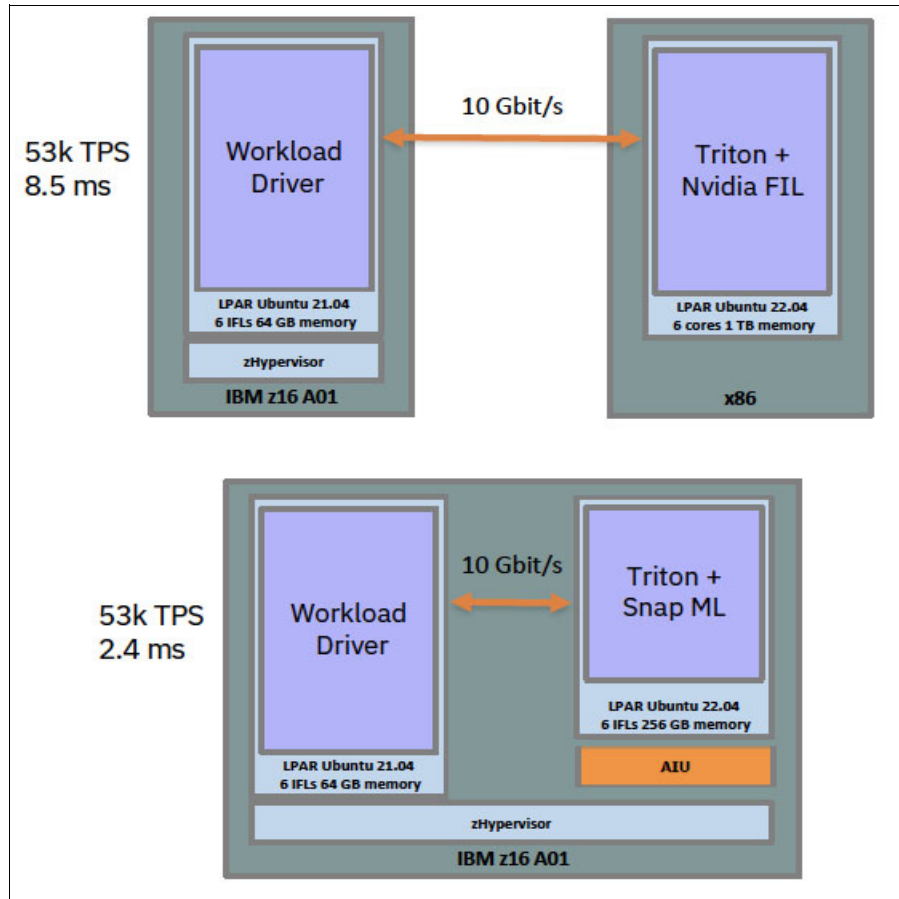 53k TPS
8.5 ms
Workload
Driver
LPAR Ubuntu 21.04
6 IFLs 64 GB memory
zHypervisor
IBM z16 A01
10 Gbit/s
Triton +
Nvidia FIL
LPAR Ubuntu 22.04
6 cores 1 TB memory
x86
53k TPS
2.4 ms
Workload
Driver
LPAR Ubuntu 21.04
6 IFLs 64 GB memory
10 Gbit/s
Triton +
Snap ML
LPAR Ubuntu 22.04
6 IFLs 256 GB memory
AIU
zHypervisor
IBM z16 A01